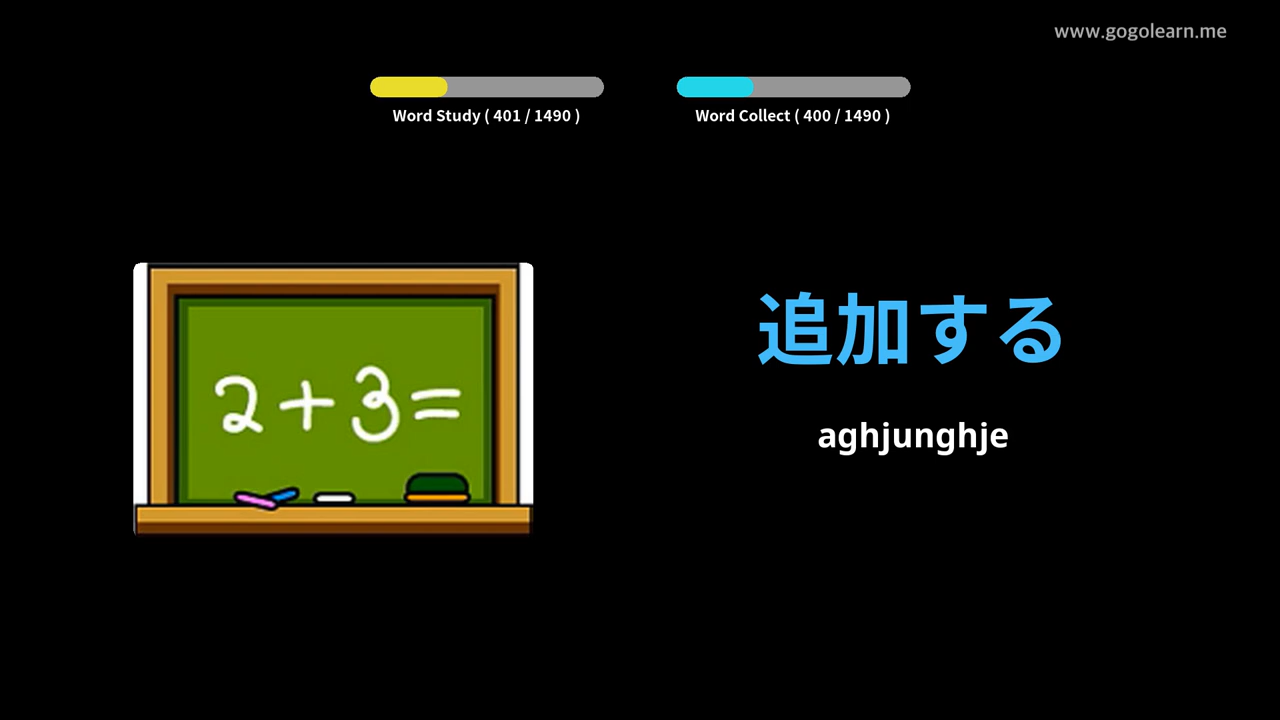 www.gogolearn.me
Word Study ( 401 / 1490 )
Word Collect ( 400 / 1490 )
2+3=
追加する
aghjunghje